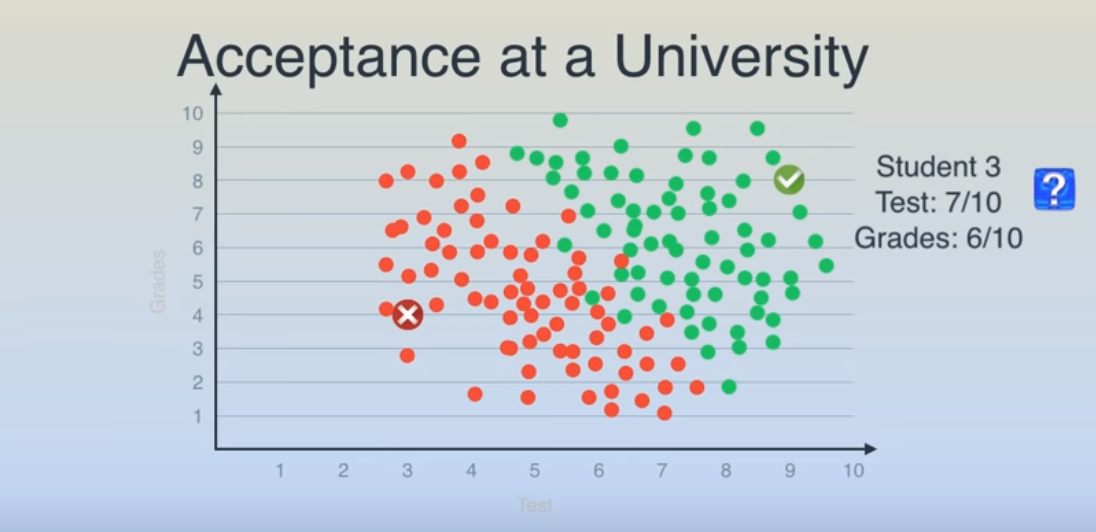 Acceptance at a University
10
9
8
7
6
5
4
3
2
1
Grades
1 2 3 4 5 6 7 8 9 10
Test
Student 3
Test: 7/10
Grades: 6/10
?